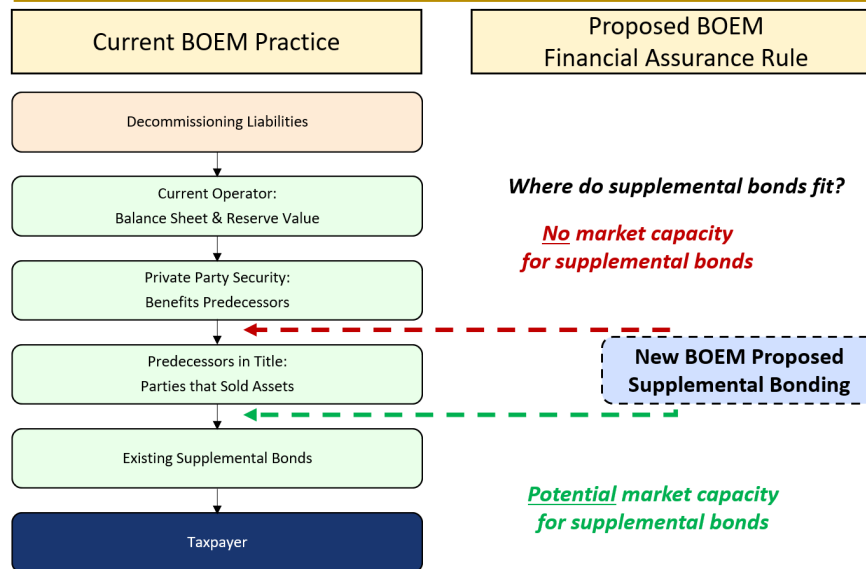 Current BOEM Practice
Proposed BOEM
Financial Assurance Rule
Decommissioning Liabilities
Current Operator:
Balance Sheet & Reserve Value
Private Party Security:
Benefits Predecessors
Predecessors in Title:
Parties that Sold Assets
Existing Supplemental Bonds
Taxpayer
Where do supplemental bonds fit?
No market capacity
for supplemental bonds
New BOEM Proposed
Supplemental Bonding
Potential market capacity
for supplemental bonds